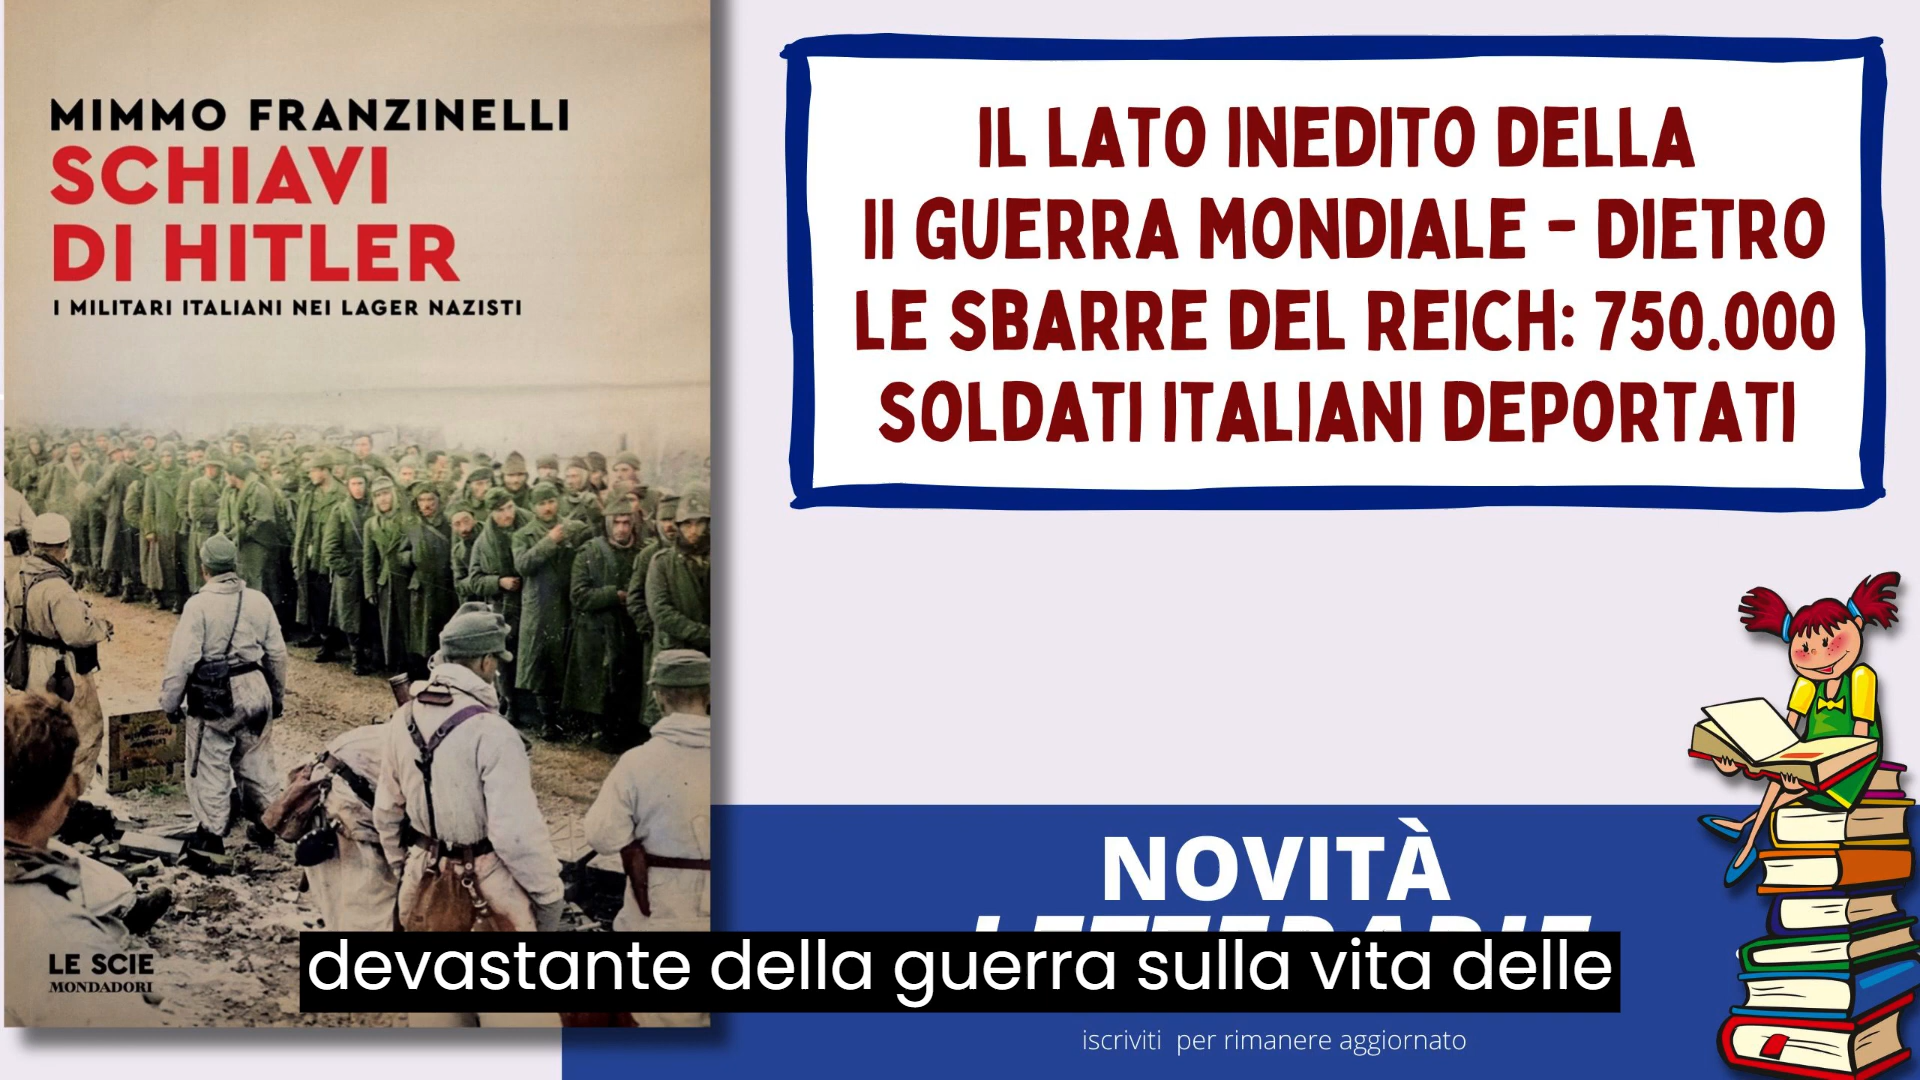 MIMMO FRANZINELLI
SCHIAVI
DI HITLER
I MILITARI ITALIANI NEI LAGER NAZISTI
LE SCIE
MONDADORI
IL LATO INEDITO DELLA
II GUERRA MONDIALE - DIETRO
LE SBARRE DEL REICH: 750.000
SOLDATI ITALIANI DEPORTATI
NOVITÀ
LETTERARIE
devastante della guerra sulla vita delle
iscriviti per rimanere aggiornato